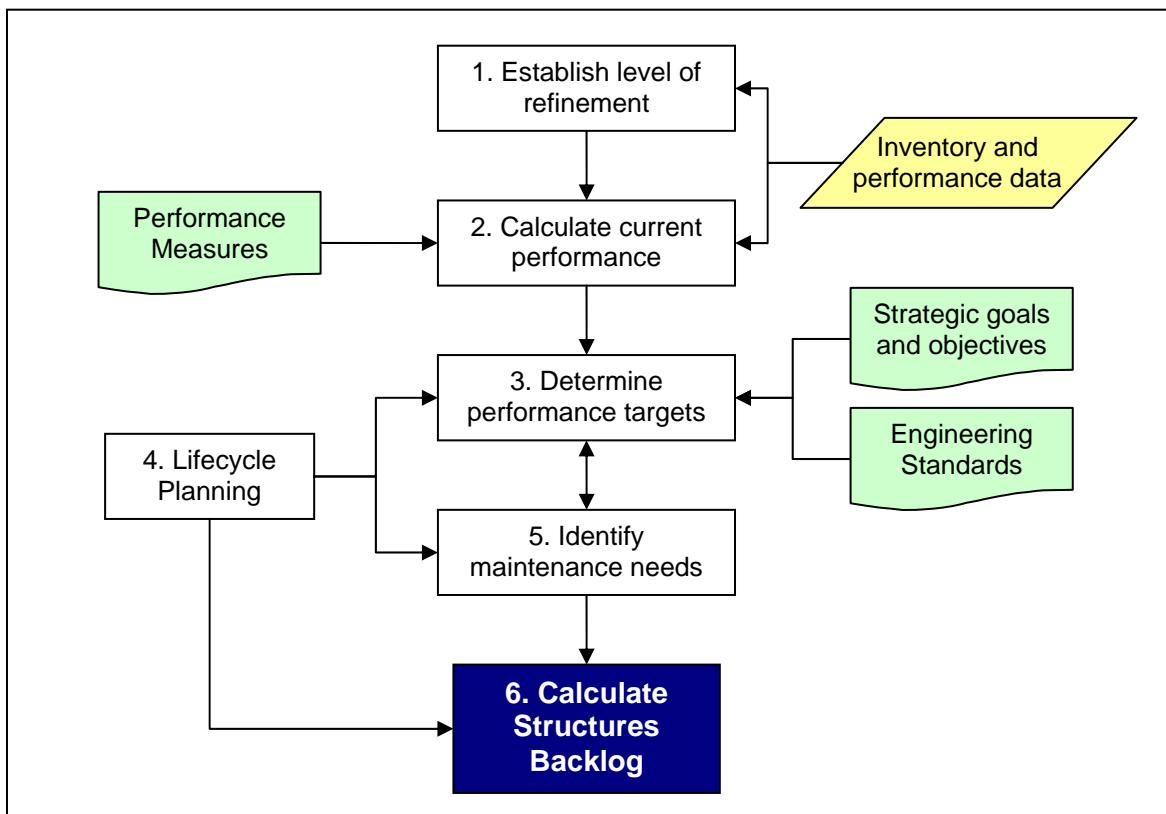 1. Establish level of
refinement
Inventory and
performance data
Performance
Measures
2. Calculate current
performance
Strategic goals
and objectives
3. Determine
performance targets
Engineering
Standards
4. Lifecycle
Planning
5. Identify
maintenance needs
6. Calculate
Structures
Backlog